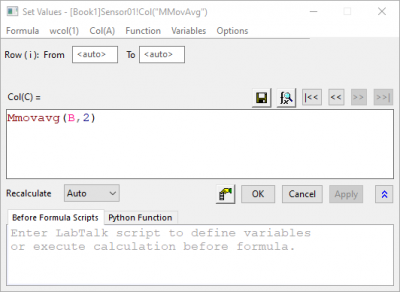 Set Values - [Book1]Sensor01!Col("MMovAvg")
Formula wcol(1) Col(A) Function Variables Options
Row ( i ): From <auto> To <auto>
Col(C) = |<< << >> >>|
Mmovavg(B,2)
Recalculate Auto OK Cancel Apply
Before Formula Scripts Python Function
Enter LabTalk script to define variables
or execute calculation before formula.